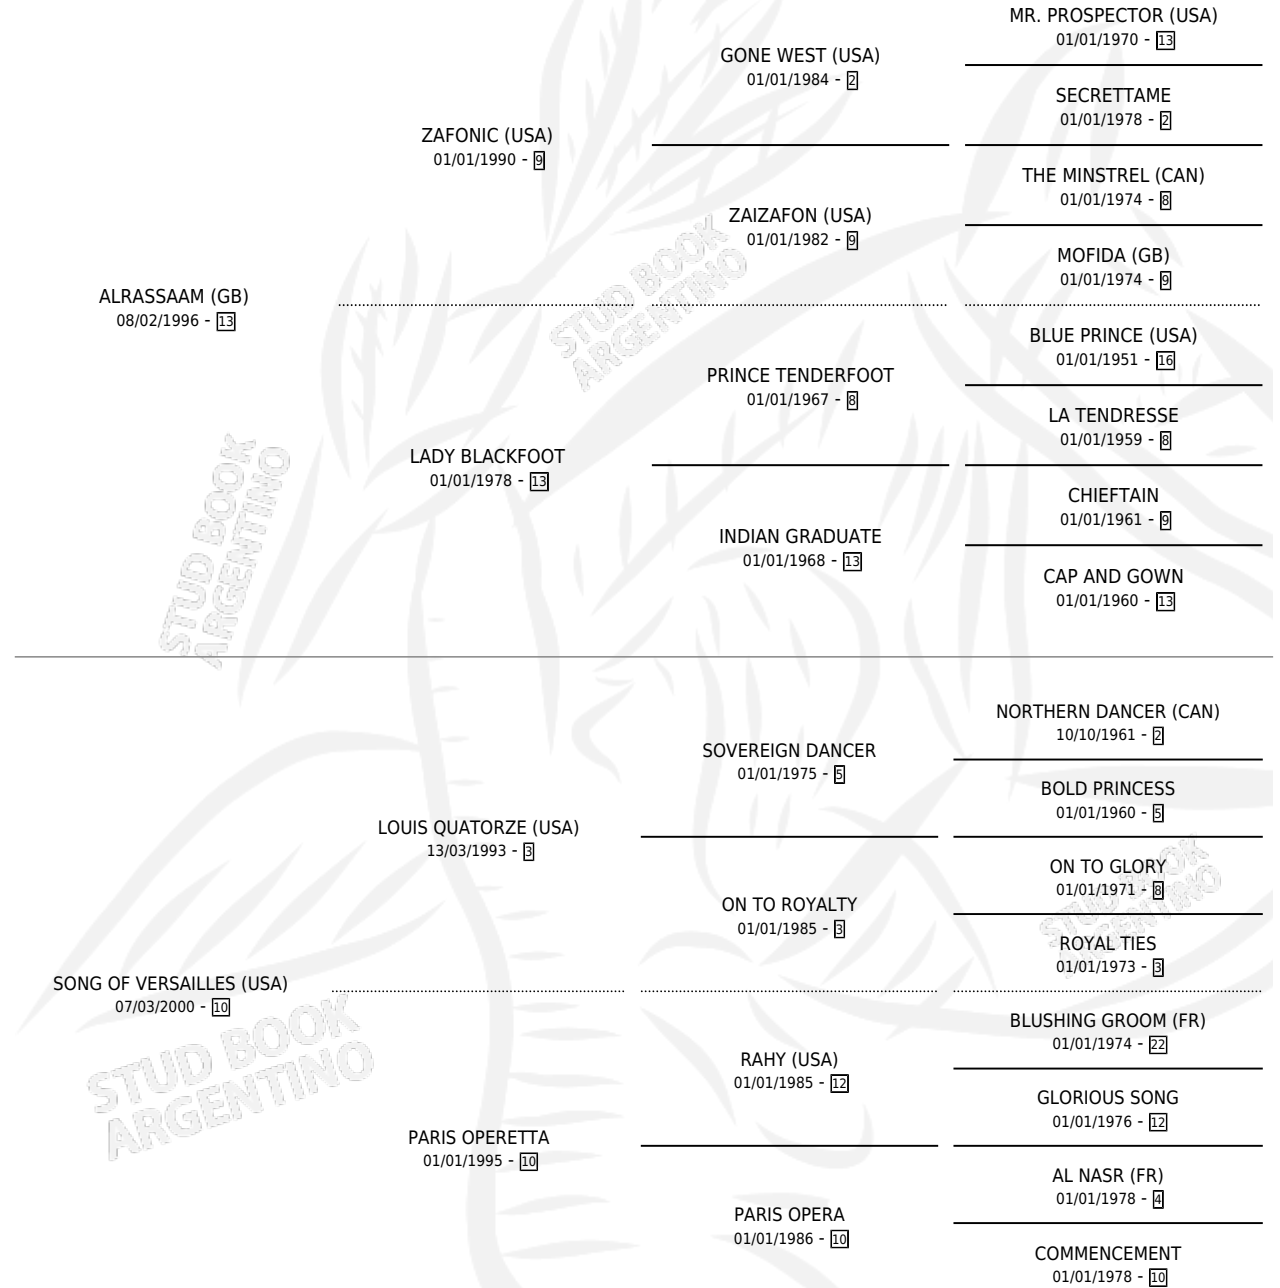 MR. PROSPECTOR (USA)
01/01/1970 - 13
GONE WEST (USA)
01/01/1984 - 2
SECRETTAME
01/01/1978 - 2
ZAFONIC (USA)
01/01/1990 - 9
THE MINSTREL (CAN)
01/01/1974 - 8
ZAIZAFON (USA)
01/01/1982 - 9
MOFIDA (GB)
01/01/1974 - 9
ALRASSAAM (GB)
08/02/1996 - 13
STUD BOOK
ARGENTINO
BLUE PRINCE (USA)
01/01/1951 - 16
PRINCE TENDERFOOT
01/01/1967 - 8
LA TENDRESSE
01/01/1959 - 8
LADY BLACKFOOT
01/01/1978 - 13
CHIEFTAIN
01/01/1961 - 9
INDIAN GRADUATE
01/01/1968 - 13
CAP AND GOWN
01/01/1960 - 13
STUD BOOK
ARGENTINO
NORTHERN DANCER (CAN)
10/10/1961 - 2
SOVEREIGN DANCER
01/01/1975 - 5
BOLD PRINCESS
01/01/1960 - 5
LOUIS QUATORZE (USA)
13/03/1993 - 3
ON TO GLORY
01/01/1971 - 8
ON TO ROYALTY
01/01/1985 - 3
STUD BOOK
ARGENTINO
ROYAL TIES
01/01/1973 - 3
SONG OF VERSAILLES (USA)
07/03/2000 - 10
BLUSHING GROOM (FR)
01/01/1974 - 22
RAHY (USA)
01/01/1985 - 12
STUD BOOK
ARGENTINO
GLORIOUS SONG
01/01/1976 - 12
PARIS OPERETTA
01/01/1995 - 10
AL NASR (FR)
01/01/1978 - 4
PARIS OPERA
01/01/1986 - 10
COMMENCEMENT
01/01/1978 - 10